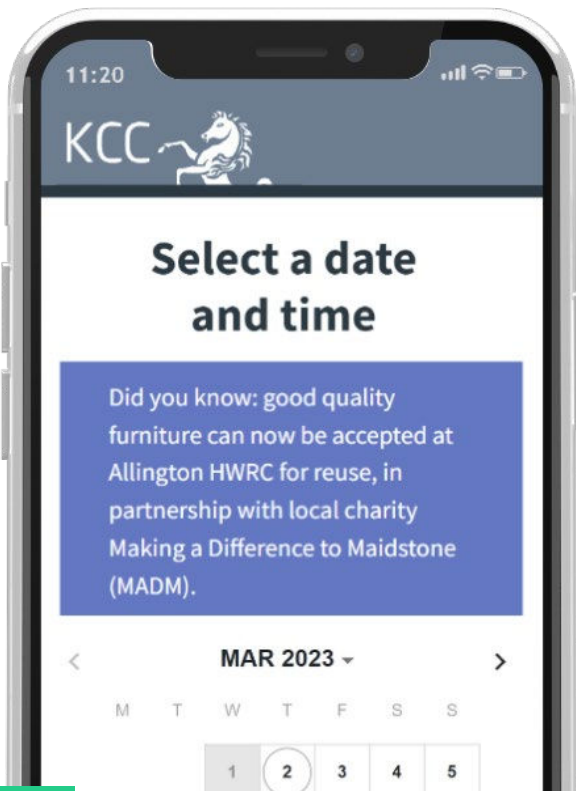 11:20
KCC
Select a date
and time
Did you know: good quality
furniture can now be accepted at
Allington HWRC for reuse, in
partnership with local charity
Making a Difference to Maidstone
(MADM).
MAR 2023
M T W T F S S
1 2 3 4 5